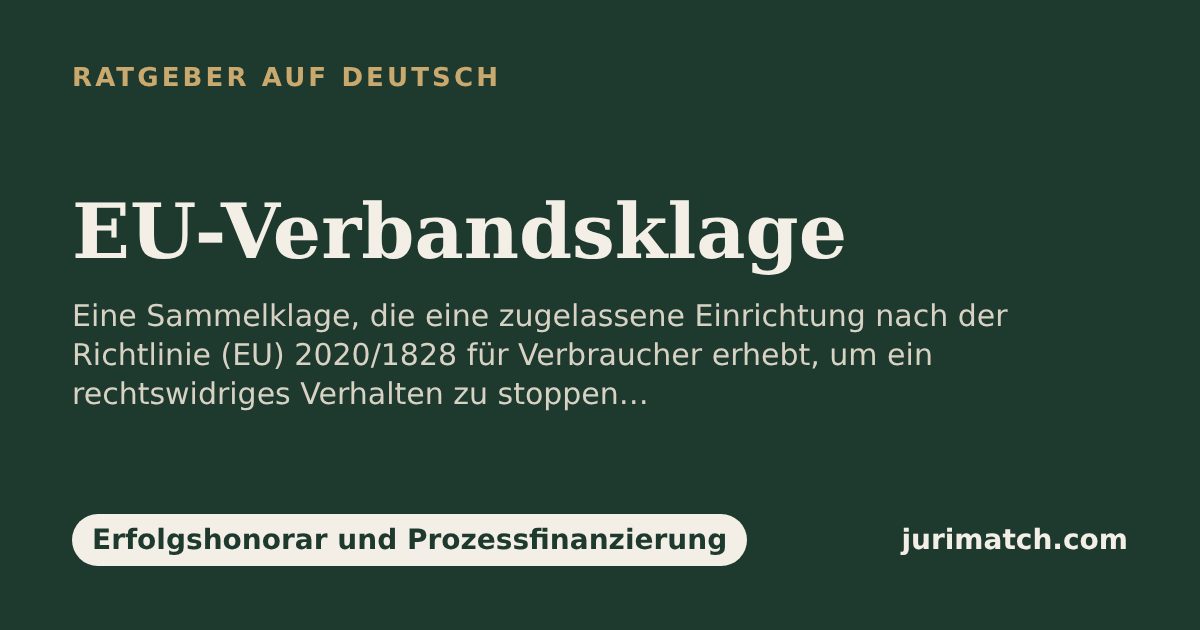 RATGEBER AUF DEUTSCH
EU-Verbandsklage
Eine Sammelklage, die eine zugelassene Einrichtung nach der
Richtlinie (EU) 2020/1828 für Verbraucher erhebt, um ein
rechtswidriges Verhalten zu stoppen…
Erfolgshonorar und Prozessfinanzierung
jurimatch.com